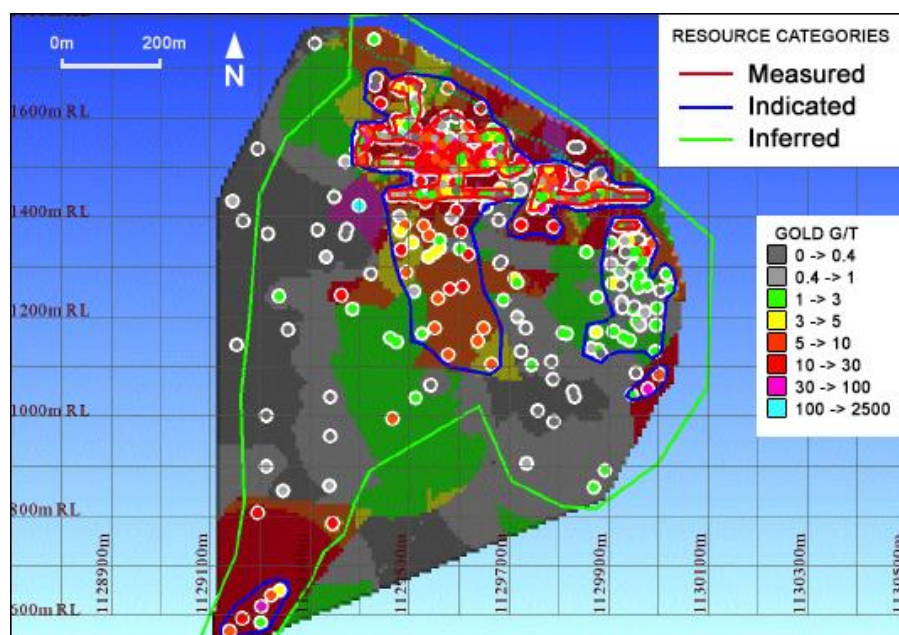 0m 200m
N
RESOURCE CATEGORIES
Measured
Indicated
Inferred
1600m RL
1400m RL
1200m RL
1000m RL
800m RL
600m RL
GOLD G/T
0 -> 0.4
0.4 -> 1
1 -> 3
3 -> 5
5 -> 10
10 -> 30
30 -> 100
100 -> 2500
1128900m
1129100m
1129700m
1129900m
1130100m
1130300m